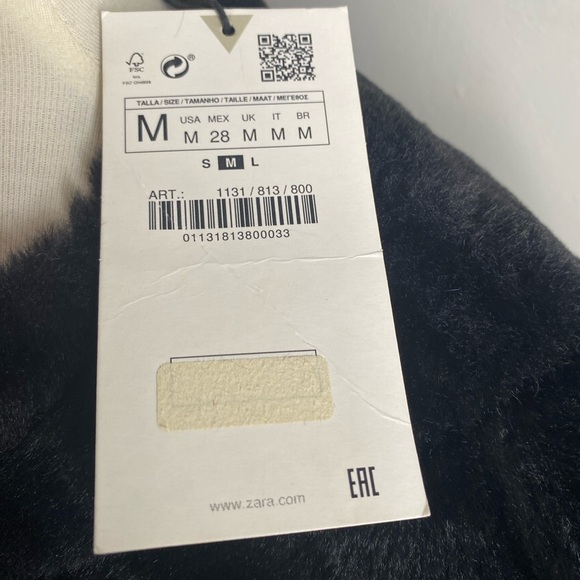 FSC
TALLA / SIZE / TAMANHO / TAILLE / MAAT / ΜΕΓΕΘΟΣ
M
USA MEX UK IT BR
M 28 M M M
S M L
ART.: 1131 / 813 / 800
01131813800033
www.zara.com
EAC